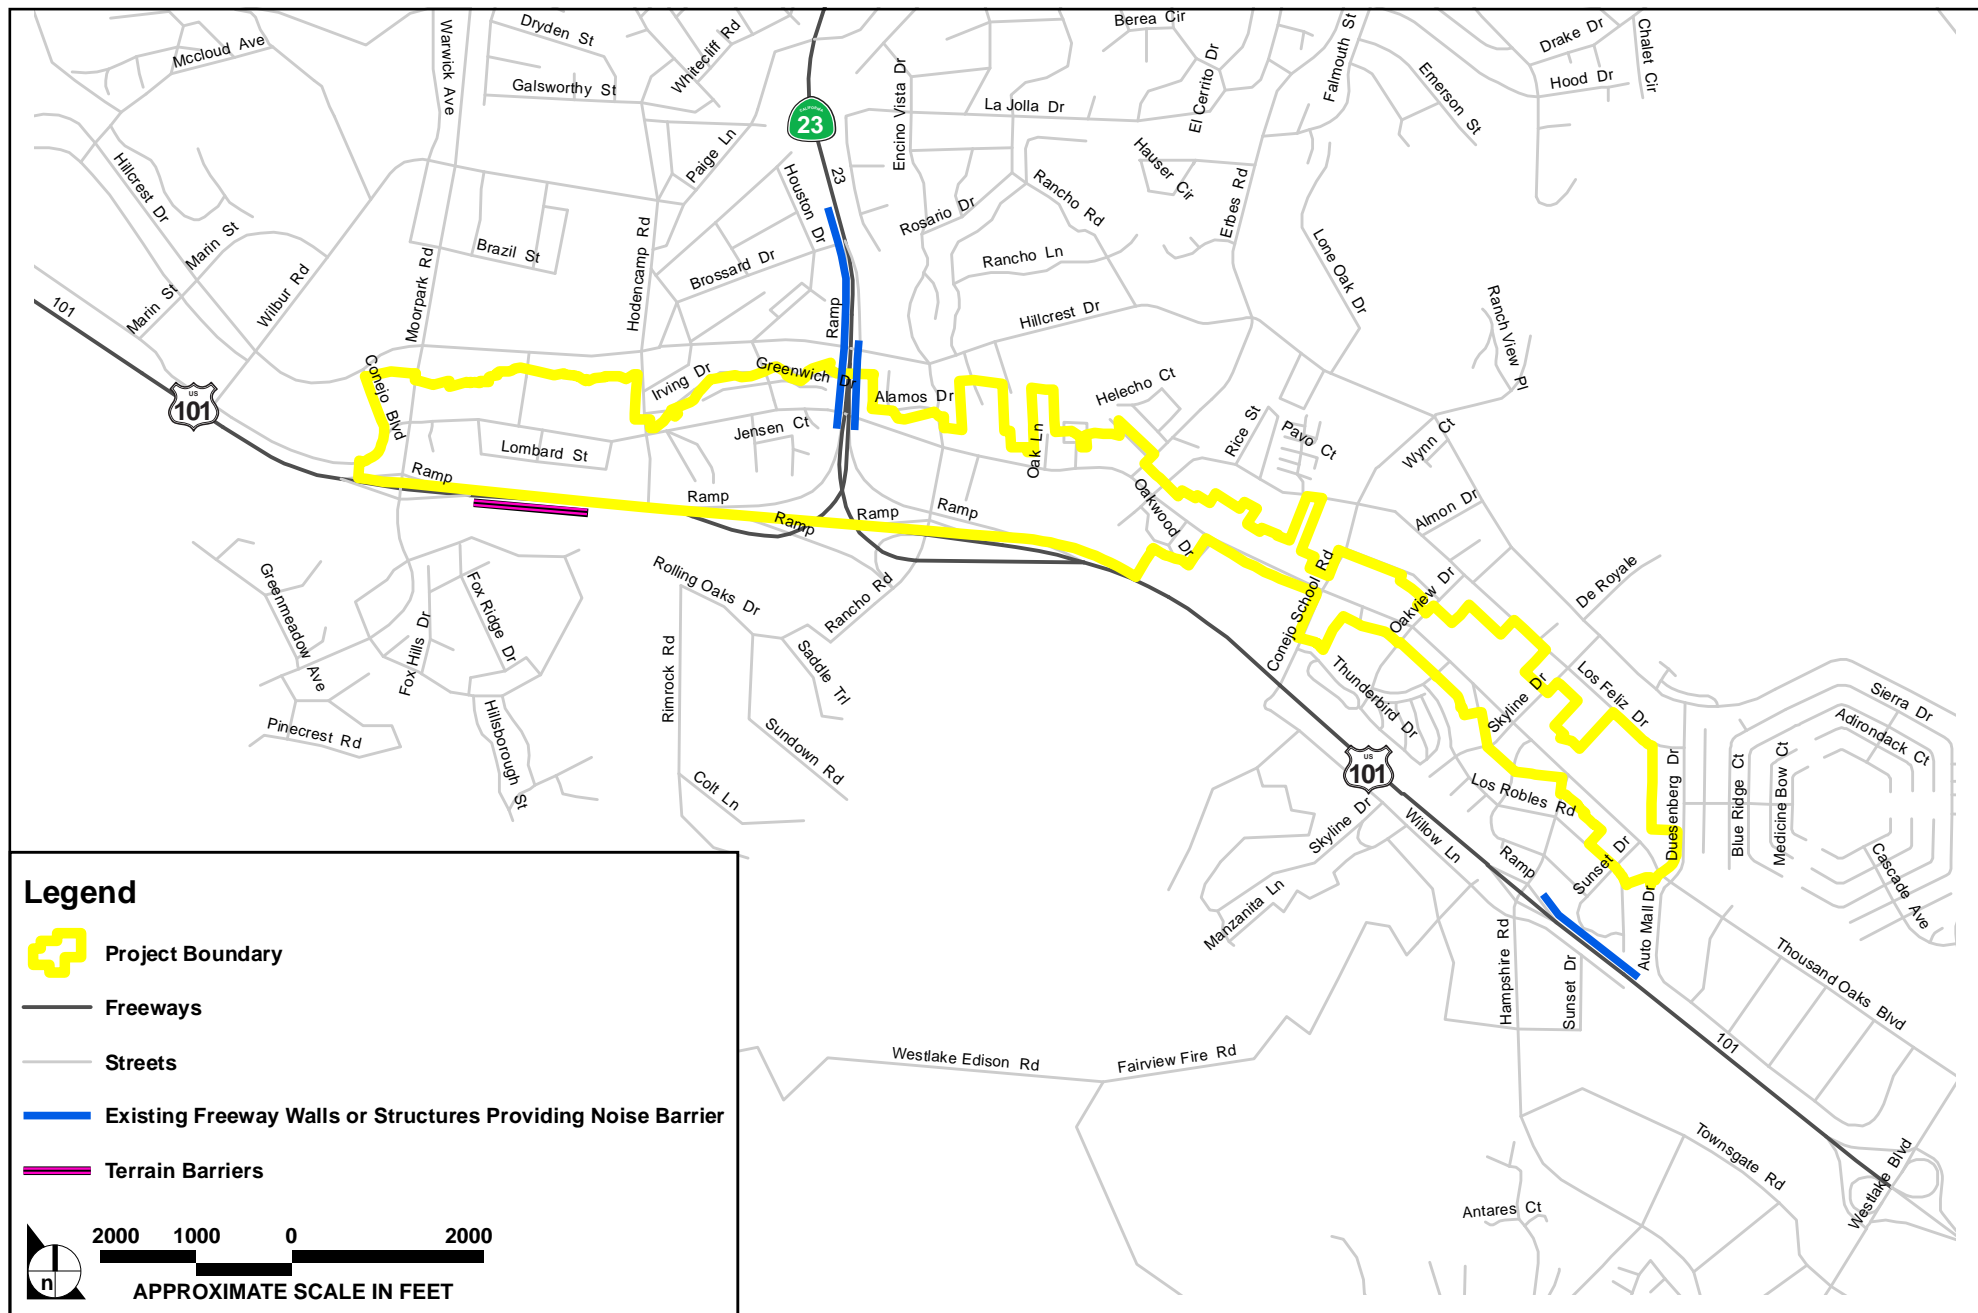 Mccloud Ave
Warwick Ave
Dryden St
Whitecliff Rd
Galsworthy St
Berea Cir
Falmouth St
Drake Dr
Chalet Cir
Hood Dr
Emerson St
El Cerrito Dr
La Jolla Dr
Encino Vista Dr
CALIFORNIA
23
23
Paige Ln
Houston Dr
Hauser Cir
Rancho Rd
Rosario Dr
Erbes Rd
Lone Oak Dr
Hillcrest Dr
Marin St
Marin St
Wilbur Rd
Moorpark Rd
Brazil St
Hodencamp Rd
Brossard Dr
Ramp
Rancho Ln
Hillcrest Dr
Ranch View Pl
101
US
101
Conejo Blvd
Irving Dr
Greenwich Dr
Alamos Dr
Helecho Ct
Jensen Ct
Lombard St
Oak Ln
Rice St
Pavo Ct
Wynn Ct
Ramp
Ramp
Ramp
Ramp
Ramp
Oakwood Dr
Almon Dr
Conejo School Rd
Oakview Dr
De Royale
Greenmeadow Ave
Fox Hills Dr
Fox Ridge Dr
Rolling Oaks Dr
Rancho Rd
Rimrock Rd
Saddle Trl
Sundown Rd
Colt Ln
Pinecrest Rd
Hillsborough St
Thunderbird Dr
Skyline Dr
Los Feliz Dr
Sierra Dr
Adirondack Ct
Duesenberg Dr
Blue Ridge Ct
Medicine Bow Ct
Cascade Ave
US
101
Los Robles Rd
Skyline Dr
Willow Ln
Ramp
Sunset Dr
Manzanita Ln
Hampshire Rd
Sunset Dr
Auto Mall Dr
Thousand Oaks Blvd
101
Westlake Edison Rd
Fairview Fire Rd
Townsgate Rd
Westlake Blvd
Antares Ct
Legend
Project Boundary
Freeways
Streets
Existing Freeway Walls or Structures Providing Noise Barrier
Terrain Barriers
2000 1000 0 2000
n
APPROXIMATE SCALE IN FEET